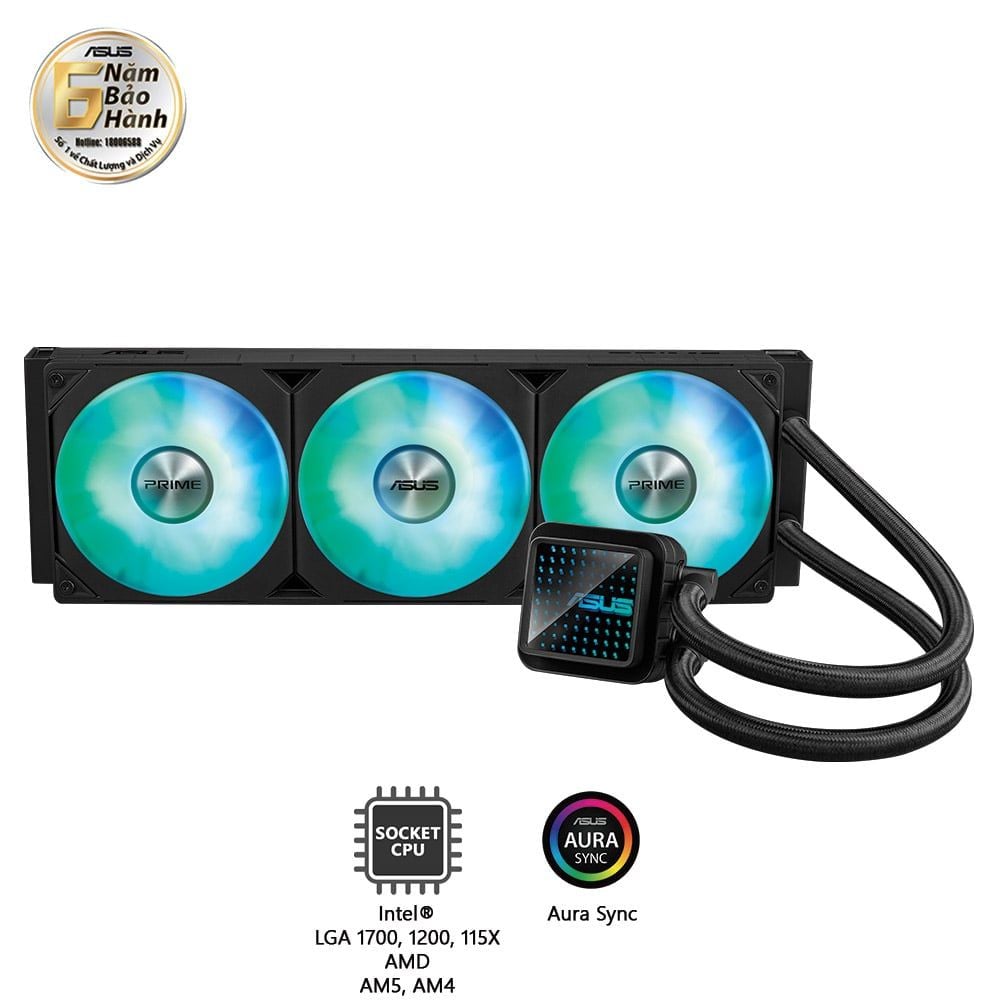 ASUS
6 Năm
Bảo
Hành
Hotline: 18006588
Số 1 về Chất Lượng và Dịch Vụ
ASUS
PRIME
ASUS
PRIME
ASUS
SOCKET
CPU
ASUS
AURA
SYNC
Intel®
LGA 1700, 1200, 115X
AMD
AM5, AM4
Aura Sync